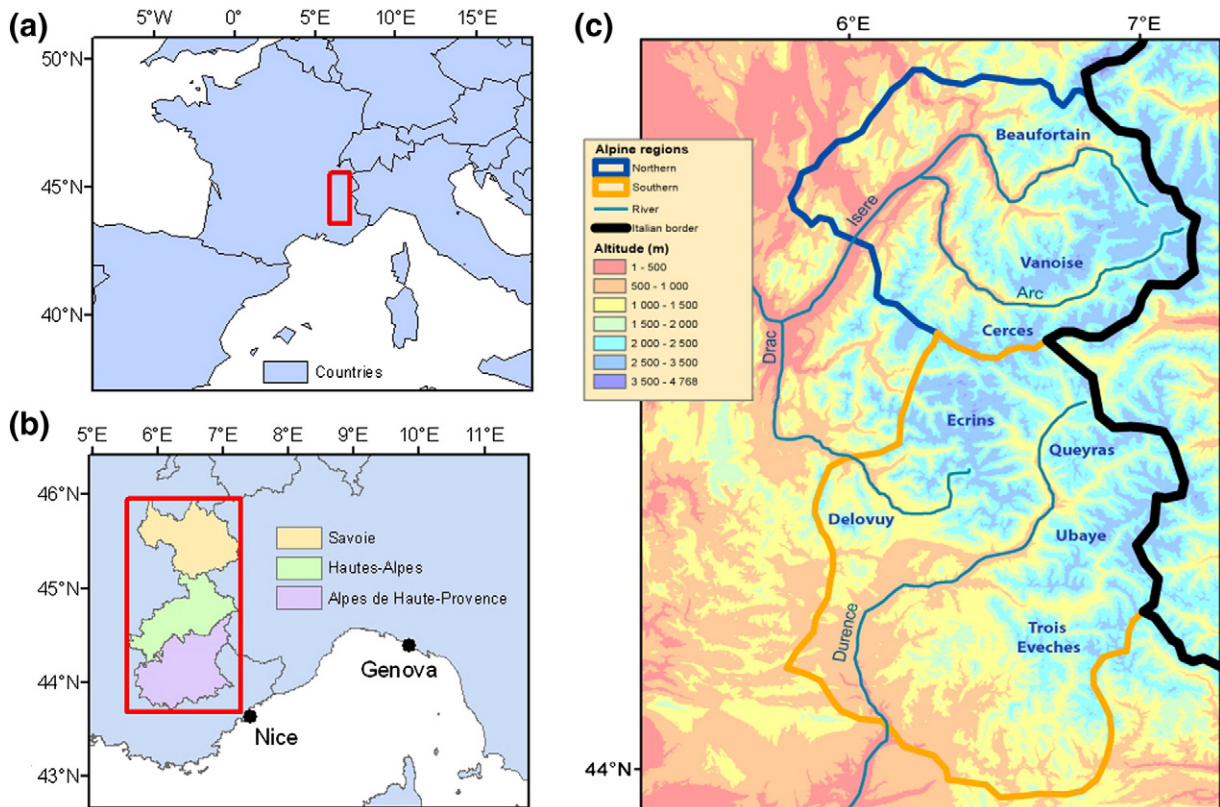 (a)
5°W 0° 5°E 10°E 15°E
50°N
45°N
40°N
Countries
(b)
5°E 6°E 7°E 8°E 9°E 10°E 11°E
46°N
45°N
44°N
43°N
Savoie
Hautes-Alpes
Alpes de Haute-Provence
Genova
Nice
(c)
6°E 7°E
44°N
Alpine regions
Northern
Southern
River
Italian border
Altitude (m)
1 - 500
500 - 1 000
1 000 - 1 500
1 500 - 2 000
2 000 - 2 500
2 500 - 3 500
3 500 - 4 768
Beaufortain
Isere
Vanoise
Arc
Cerces
Drac
Ecrins
Queyras
Delovuy
Ubaye
Durence
Trois
Eveches